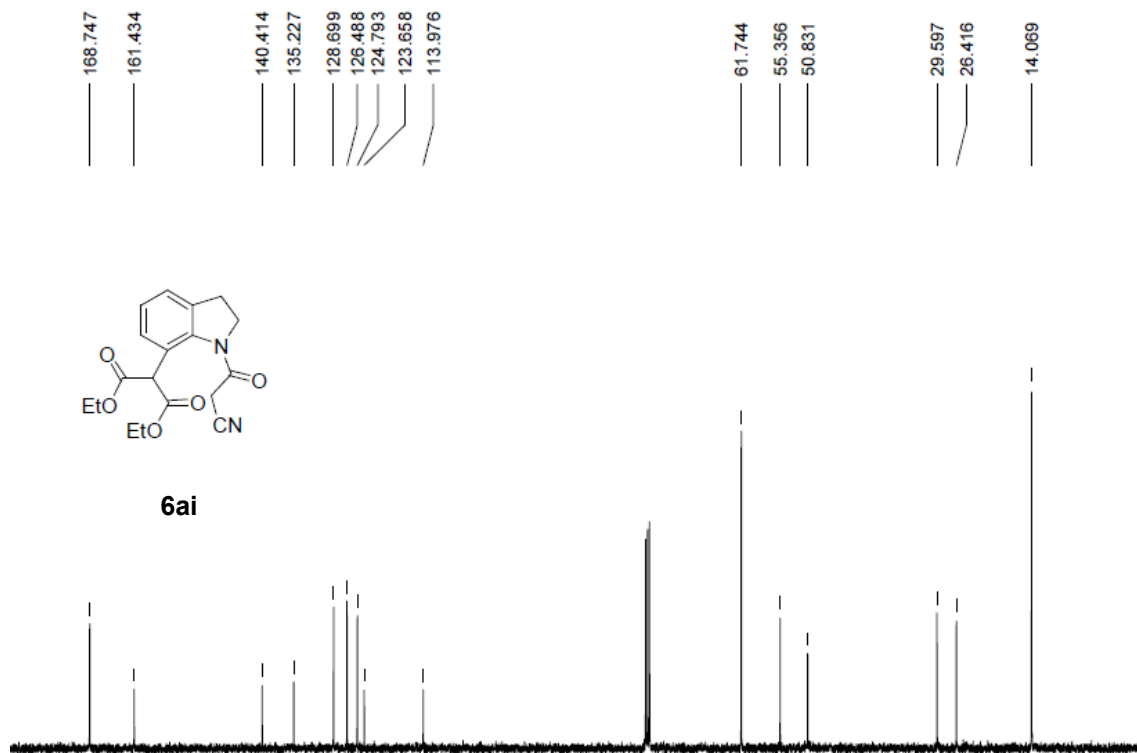 168.747
161.434
140.414
135.227
128.699
126.488
124.793
123.658
113.976
61.744
55.356
50.831
29.597
26.416
14.069
N
O
O
EtO
O
EtO
CN
6ai